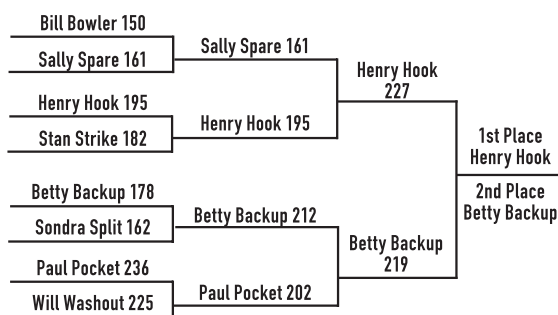 Bill Bowler 150
Sally Spare 161
Henry Hook 195
Stan Strike 182
Betty Backup 178
Sondra Split 162
Paul Pocket 236
Will Washout 225
Sally Spare 161
Henry Hook 195
Betty Backup 212
Paul Pocket 202
Henry Hook
227
Betty Backup
219
1st Place
Henry Hook
2nd Place
Betty Backup